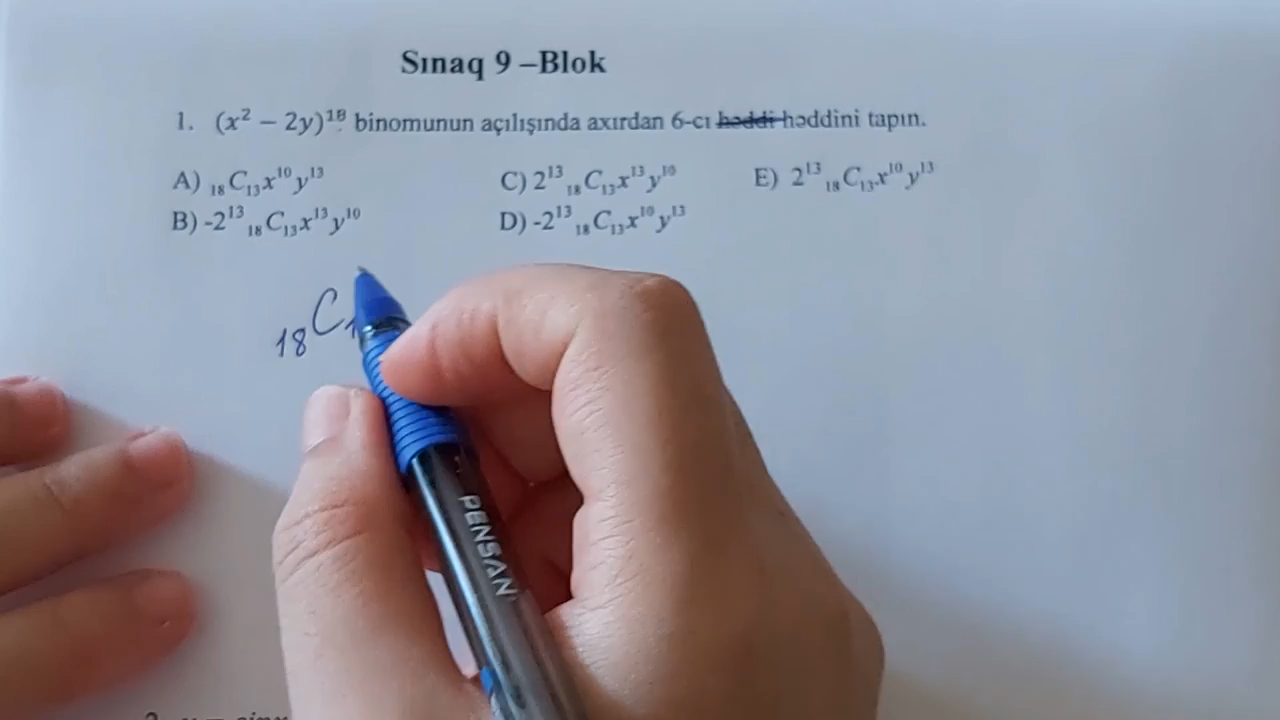 Sınaq 9 –Blok
1. (x² – 2y)¹⁸ binomunun açılışında axırdan 6-cı həddi həddini tapın.
A) ₁₈C₁₃x¹⁰y¹³ C) 2¹³ ₁₈C₁₃x¹³y¹⁰ E) 2¹³ ₁₈C₁₃x¹⁰y¹³
B) -2¹³ ₁₈C₁₃x¹³y¹⁰ D) -2¹³ ₁₈C₁₃x¹⁰y¹³
₁₈C₁
PENSAN